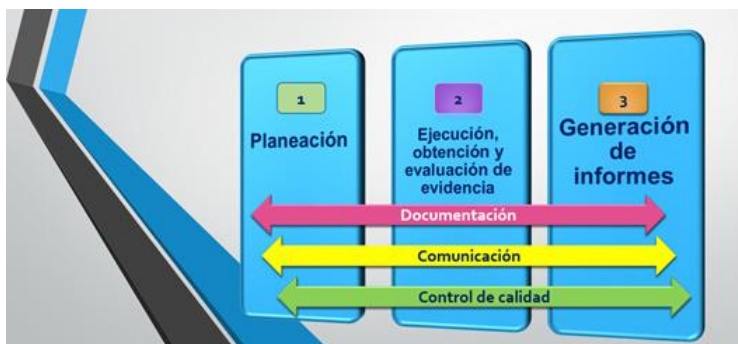 1
Planeación
2
Ejecución,
obtención y
evaluación de
evidencia
3
Generación
de
informes
Documentación
Comunicación
Control de calidad